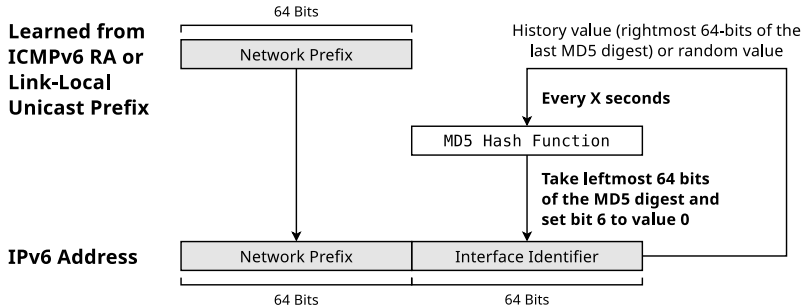 64 Bits
Learned from
ICMPv6 RA or
Link-Local
Unicast Prefix
Network Prefix
History value (rightmost 64-bits of the
last MD5 digest) or random value
Every X seconds
MD5 Hash Function
Take leftmost 64 bits
of the MD5 digest and
set bit 6 to value 0
IPv6 Address
Network Prefix
Interface Identifier
64 Bits
64 Bits